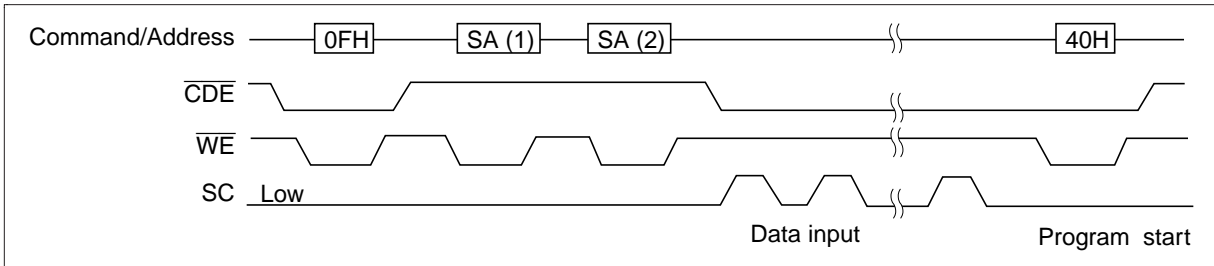 Command/Address 0FH SA (1) SA (2) 40H
CDE
WE
SC Low
Data input Program start